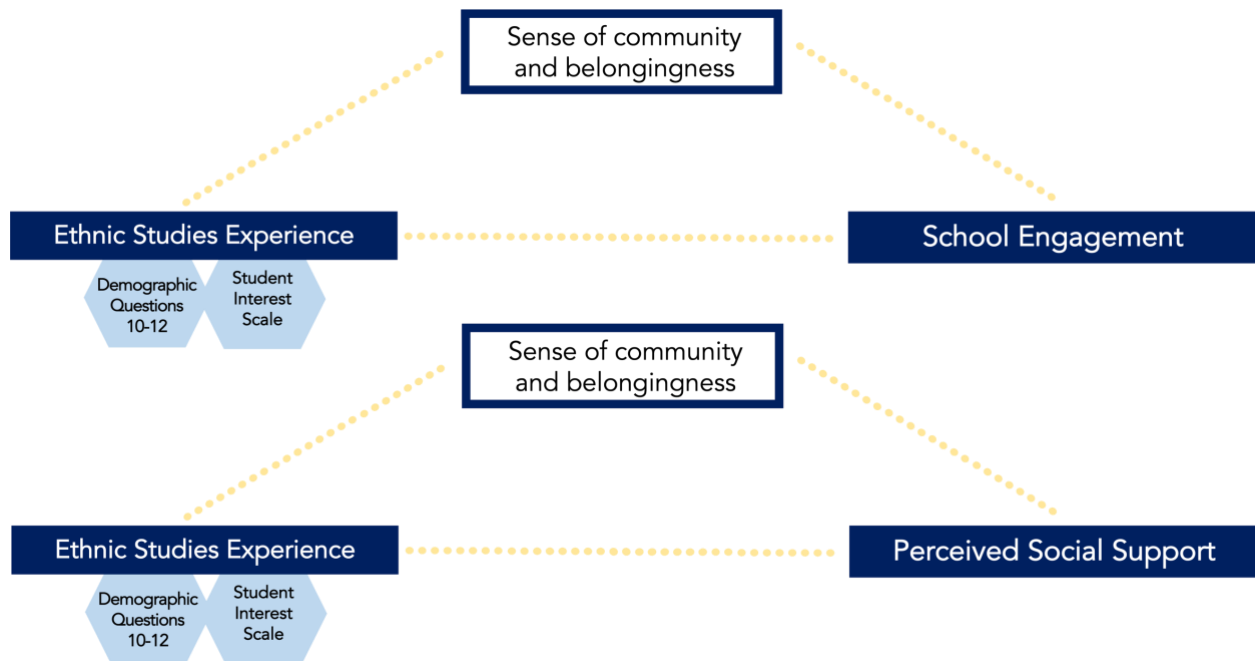 Sense of community
and belongingness
Ethnic Studies Experience
School Engagement
Demographic
Questions
10-12
Student
Interest
Scale
Sense of community
and belongingness
Ethnic Studies Experience
Perceived Social Support
Demographic
Questions
10-12
Student
Interest
Scale